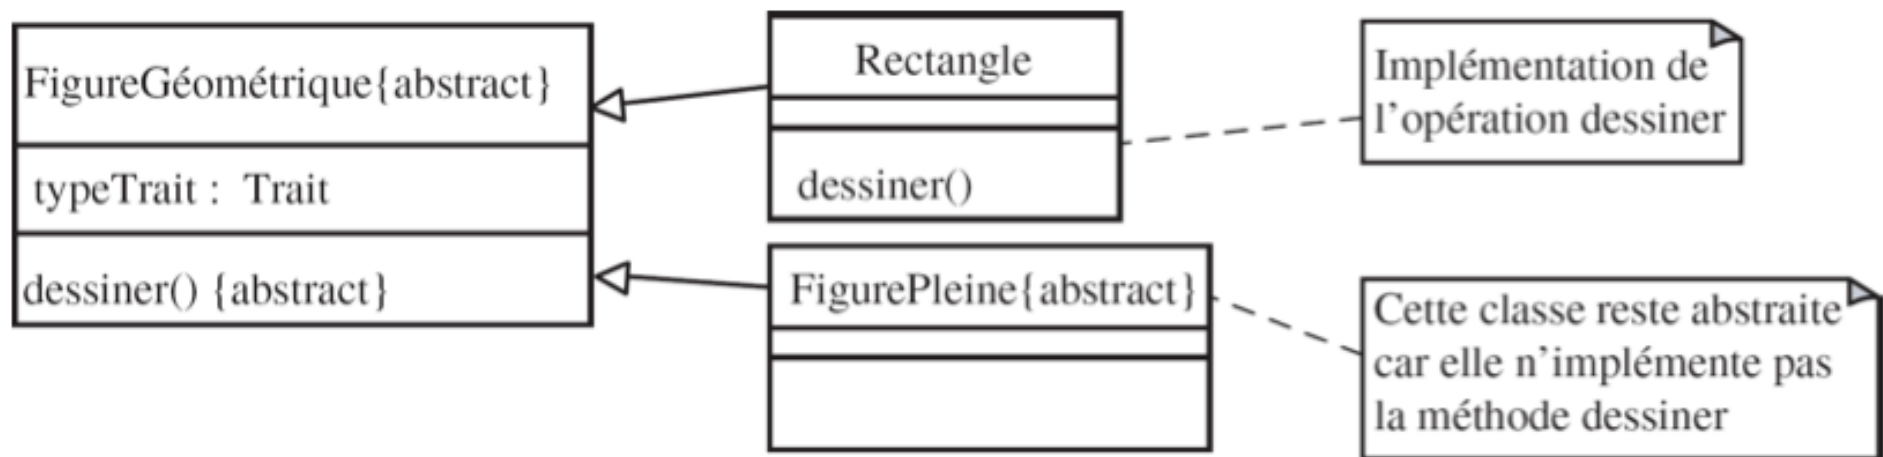 FigureGéométrique{abstract}
typeTrait : Trait
dessiner() {abstract}
Rectangle
dessiner()
Implémentation de
l'opération dessiner
FigurePleine{abstract}
Cette classe reste abstraite
car elle n'implémente pas
la méthode dessiner